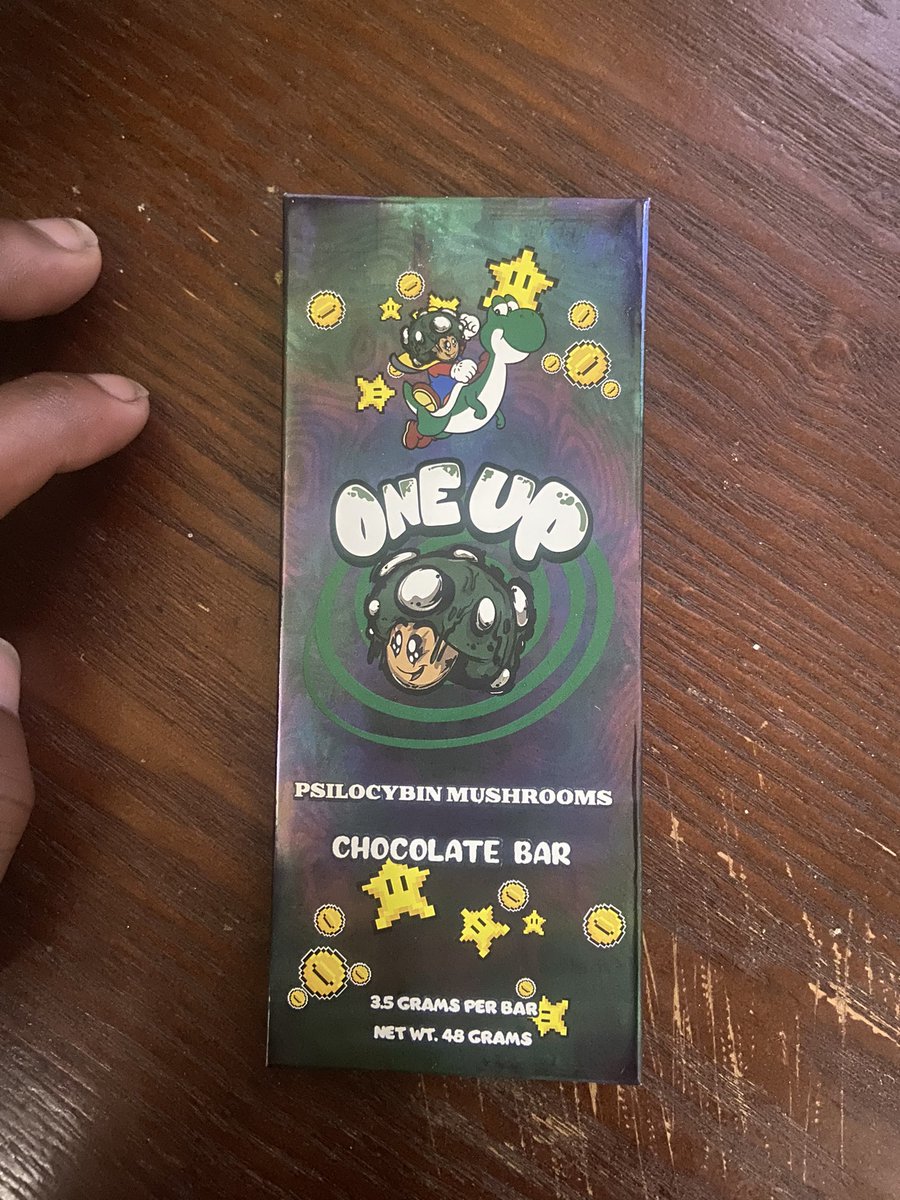 ONE UP
PSILOCYBIN MUSHROOMS
CHOCOLATE BAR
3.5 GRAMS PER BAR
NET WT. 48 GRAMS